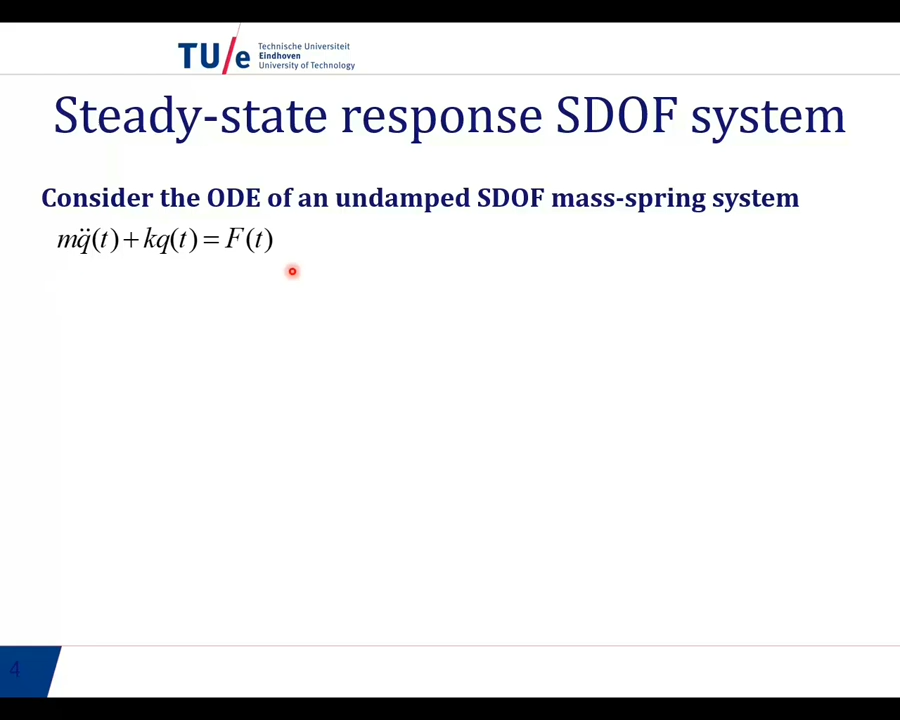 TU/e
Technische Universiteit
Eindhoven
University of Technology
Steady-state response SDOF system
Consider the ODE of an undamped SDOF mass-spring system
mq̈(t) + kq(t) = F(t)
4